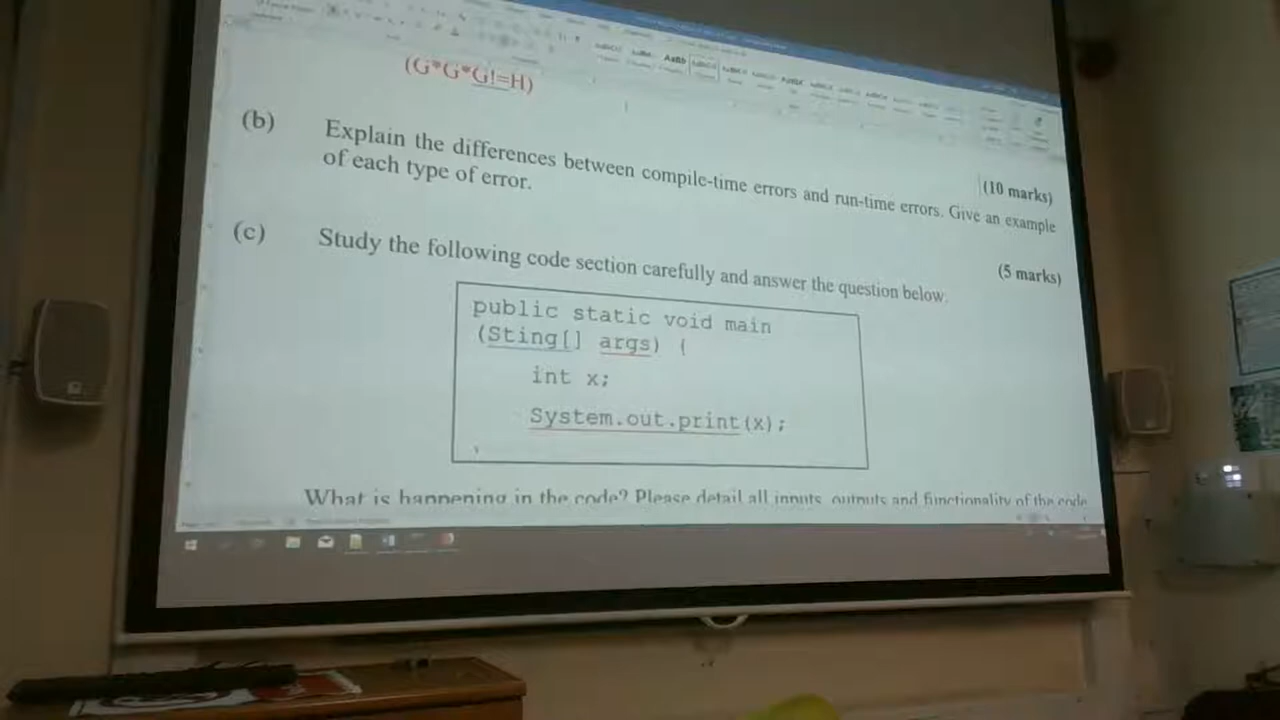 (G*G*G!=H)
(10 marks)
(b) Explain the differences between compile-time errors and run-time errors. Give an example
of each type of error.
(5 marks)
(c) Study the following code section carefully and answer the question below.
public static void main
(Sting[] args) {
int x;
System.out.print(x);
What is happening in the code? Please detail all inputs, outputs and functionality of the code